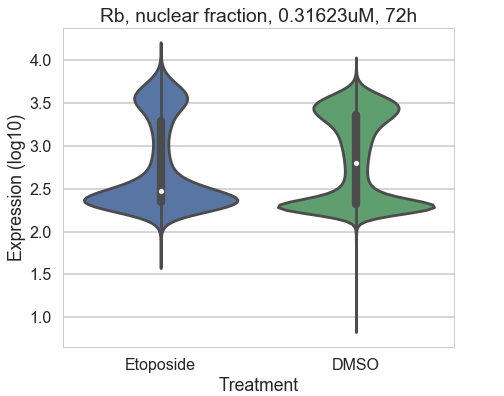 Rb, nuclear fraction, 0.31623uM, 72h
Expression (log10)
4.0
3.5
3.0
2.5
2.0
1.5
1.0
Etoposide
DMSO
Treatment